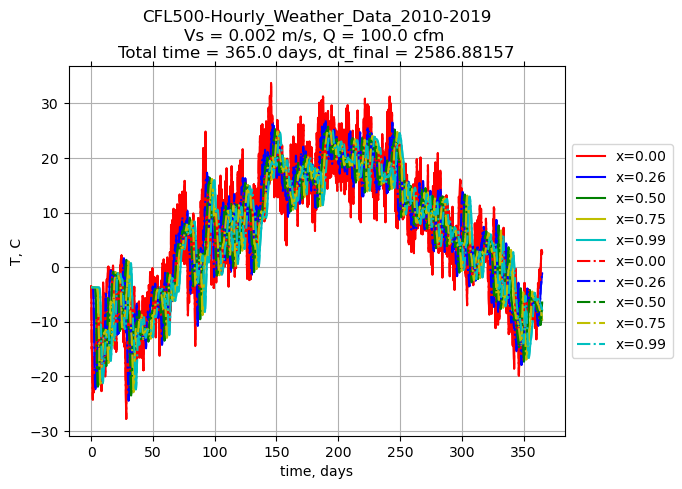 CFL500-Hourly_Weather_Data_2010-2019
Vs = 0.002 m/s, Q = 100.0 cfm
Total time = 365.0 days, dt_final = 2586.88157
30
20
10
0
−10
−20
−30
T, C
0
50
100
150
200
250
300
350
time, days
x=0.00
x=0.26
x=0.50
x=0.75
x=0.99
x=0.00
x=0.26
x=0.50
x=0.75
x=0.99